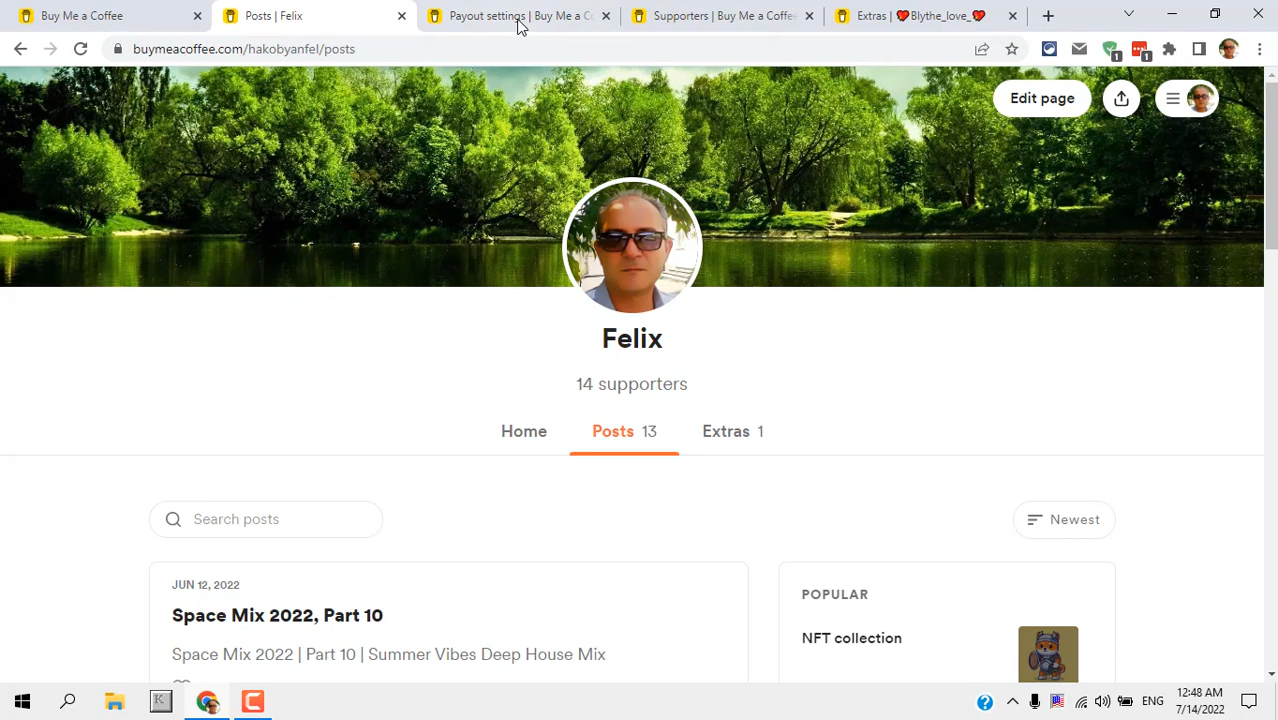 Buy Me a Coffee
Posts | Felix
Payout settings | Buy Me a Co
Supporters | Buy Me a Coffee
Extras | ❤️Blythe_love_💘
buymeacoffee.com/hakobyanfel/posts
1
1
Edit page
Felix
14 supporters
Home
Posts 13
Extras 1
Search posts
Newest
JUN 12, 2022
Space Mix 2022, Part 10
Space Mix 2022 | Part 10 | Summer Vibes Deep House Mix
POPULAR
NFT collection
K
ENG
12:48 AM
7/14/2022